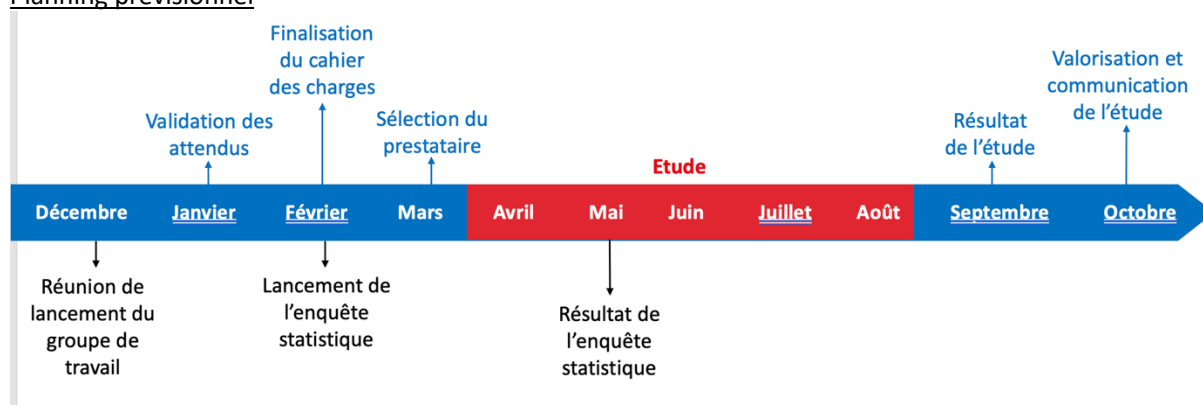 Planning prévisionnel
Finalisation
du cahier
des charges
Valorisation et
communication
de l'étude
Validation des
attendus
Sélection du
prestataire
Résultat
de l'étude
Etude
Décembre Janvier Février Mars Avril Mai Juin Juillet Août Septembre Octobre
Réunion de
lancement du
groupe de
travail
Lancement de
l'enquête
statistique
Résultat de
l'enquête
statistique